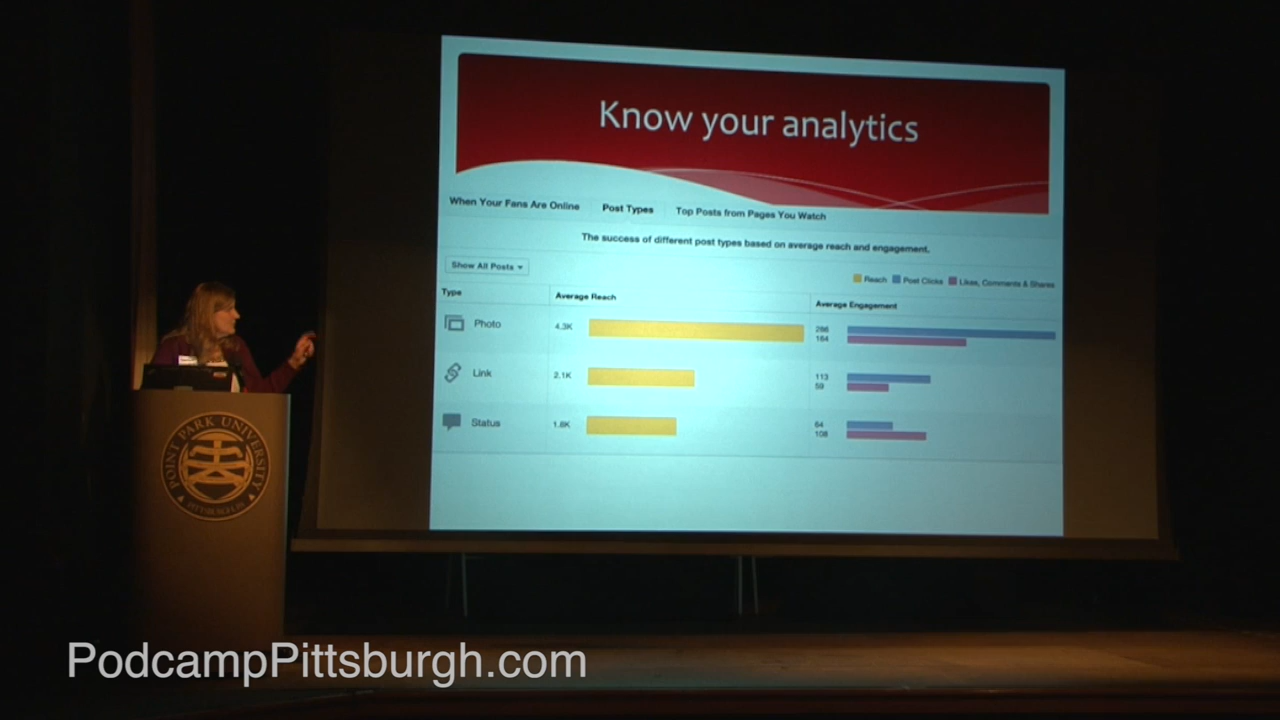 Know your analytics
When Your Fans Are Online Post Types Top Posts from Pages You Watch
The success of different post types based on average reach and engagement.
Show All Posts
Reach Post Clicks Likes, Comments & Shares
Type Average Reach Average Engagement
Photo 4.3K 286
184
Link 2.1K 113
59
Status 1.8K 64
108
POINT PARK UNIVERSITY
PITTSBURGH
PodcampPittsburgh.com